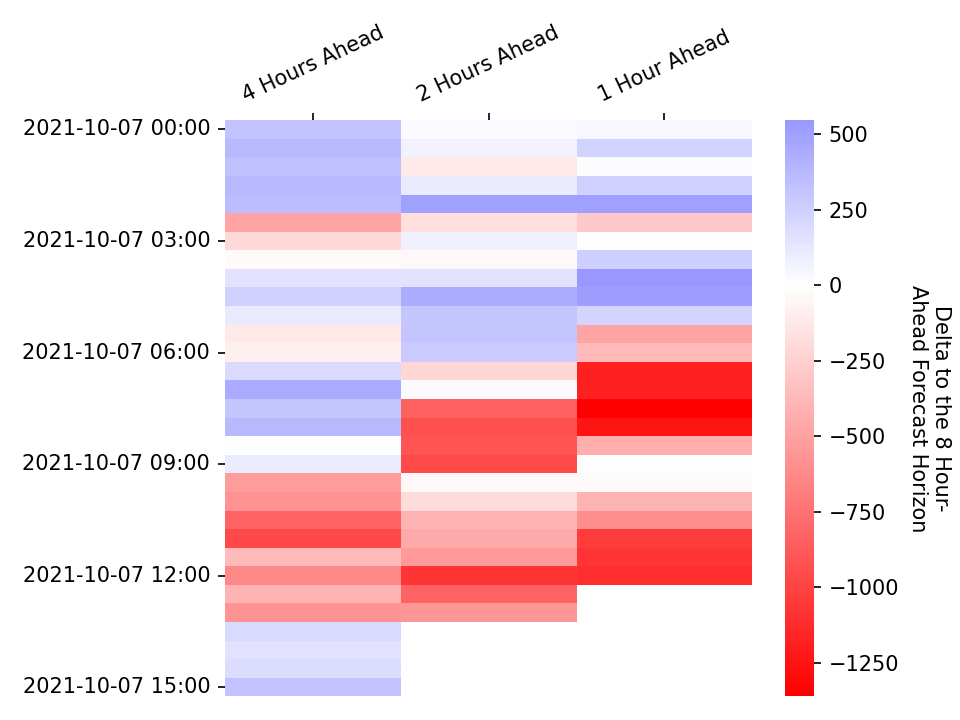 4 Hours Ahead
2 Hours Ahead
1 Hour Ahead
2021-10-07 00:00
2021-10-07 03:00
2021-10-07 06:00
2021-10-07 09:00
2021-10-07 12:00
2021-10-07 15:00
500
250
0
−250
−500
−750
−1000
−1250
Delta to the 8 Hour-
Ahead Forecast Horizon